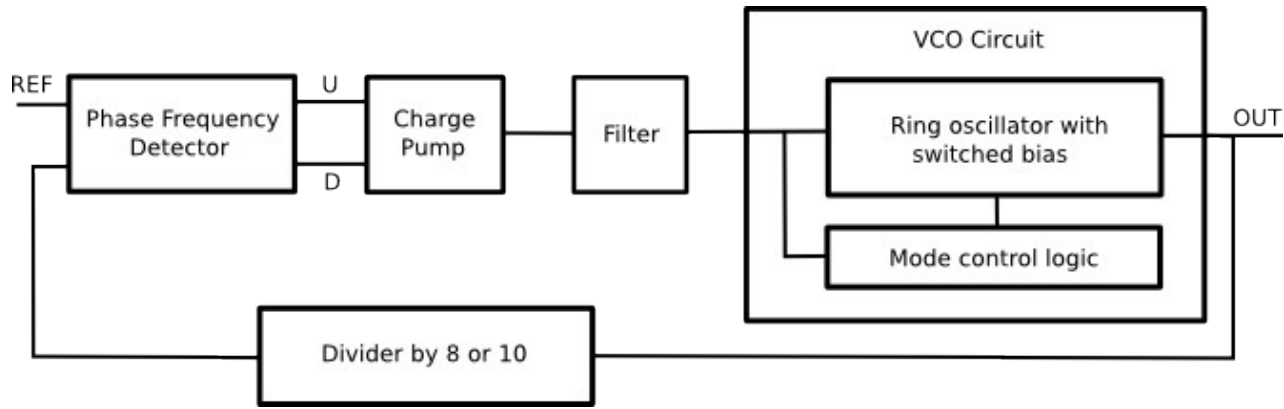 VCO Circuit
REF
U
OUT
Phase Frequency
Detector
Charge
Pump
Filter
Ring oscillator with
switched bias
D
Mode control logic
Divider by 8 or 10